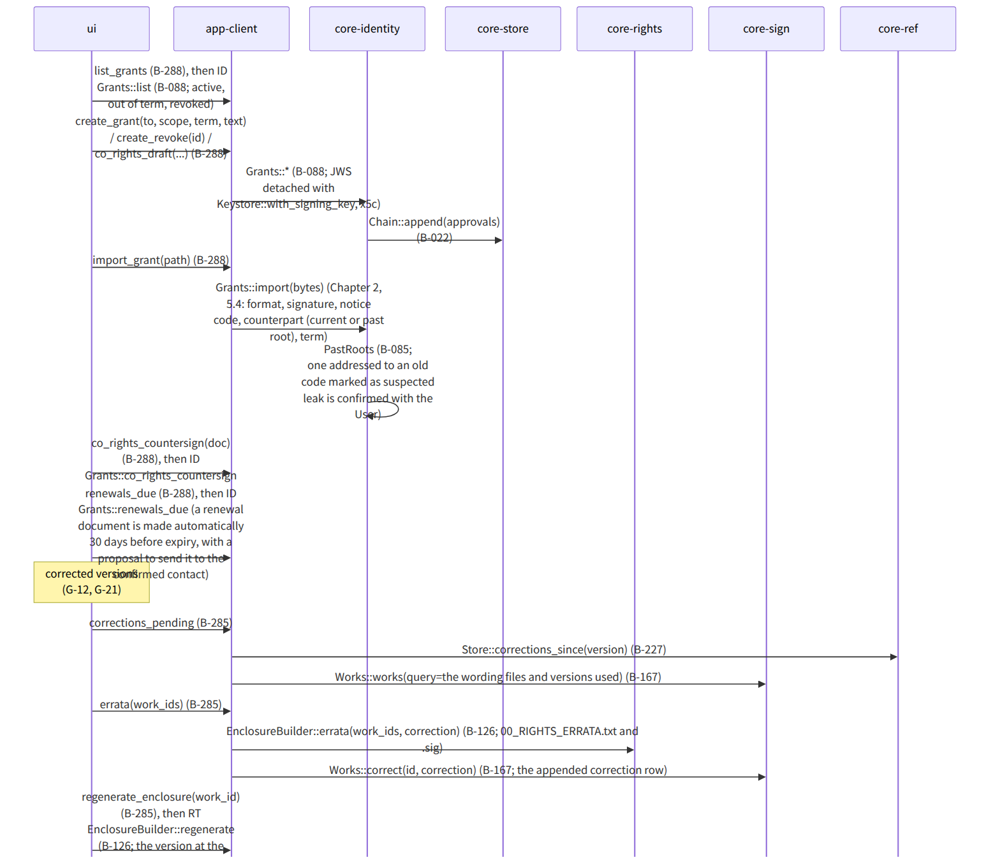 ui
app-client
core-identity
core-store
core-rights
core-sign
core-ref
list_grants (B-288), then ID
Grants::list (B-088; active,
out of term, revoked)
create_grant(to, scope, term, text)
/ create_revoke(id) /
co_rights_draft(...) (B-288)
Grants::* (B-088; JWS
detached with
Keystore::with_signing_key, x5c)
Chain::append(approvals)
(B-022)
import_grant(path) (B-288)
Grants::import(bytes) (Chapter 2,
5.4: format, signature, notice
code, counterpart (current or past
root), term)
PastRoots (B-085;
one addressed to an old
code marked as suspected
leak is confirmed with the
User)
co_rights_countersign(doc)
(B-288), then ID
Grants::co_rights_countersign
renewals_due (B-288), then ID
Grants::renewals_due (a renewal
document is made automatically
30 days before expiry, with a
proposal to send it to the
confirmed contact)
corrected versions
(G-12, G-21)
corrections_pending (B-285)
Store::corrections_since(version) (B-227)
Works::works(query=the wording files and versions used) (B-167)
errata(work_ids) (B-285)
EnclosureBuilder::errata(work_ids, correction) (B-126; 00_RIGHTS_ERRATA.txt and
.sig)
Works::correct(id, correction) (B-167; the appended correction row)
regenerate_enclosure(work_id)
(B-285), then RT
EnclosureBuilder::regenerate
(B-126; the version at the